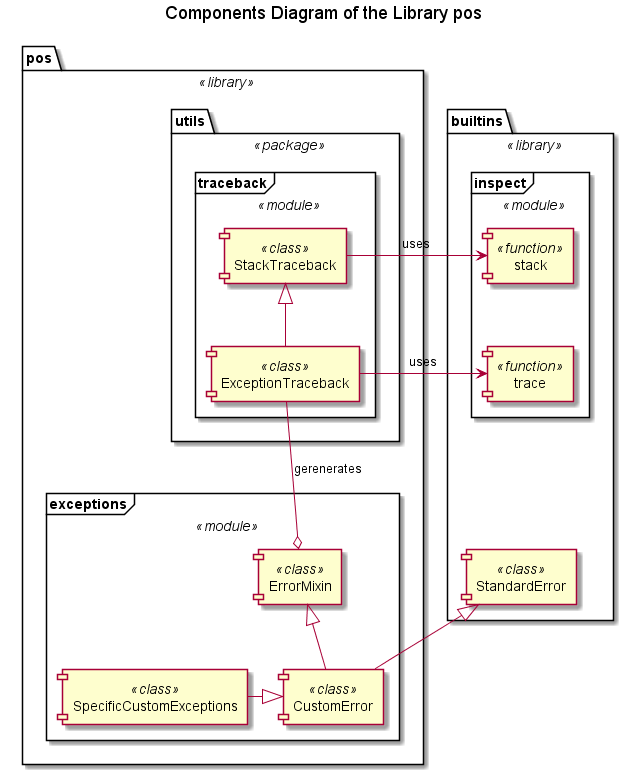 Components Diagram of the Library pos
pos
«library»
utils
«package»
traceback
«module»
«class»
StackTraceback
«class»
ExceptionTraceback
uses
uses
builtins
«library»
inspect
«module»
«function»
stack
«function»
trace
gerenerates
exceptions
«module»
«class»
ErrorMixin
«class»
StandardError
«class»
SpecificCustomExceptions
«class»
CustomError